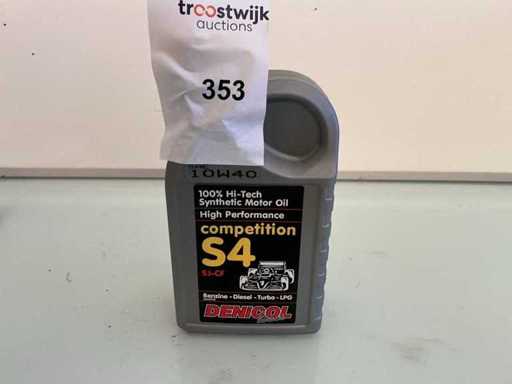 troostwijk
auctions
353
10W40
100% Hi-Tech
Synthetic Motor Oil
High Performance
competition
S4
SJ-CF
Benzine - Diesel - Turbo - LPG
DENICOL